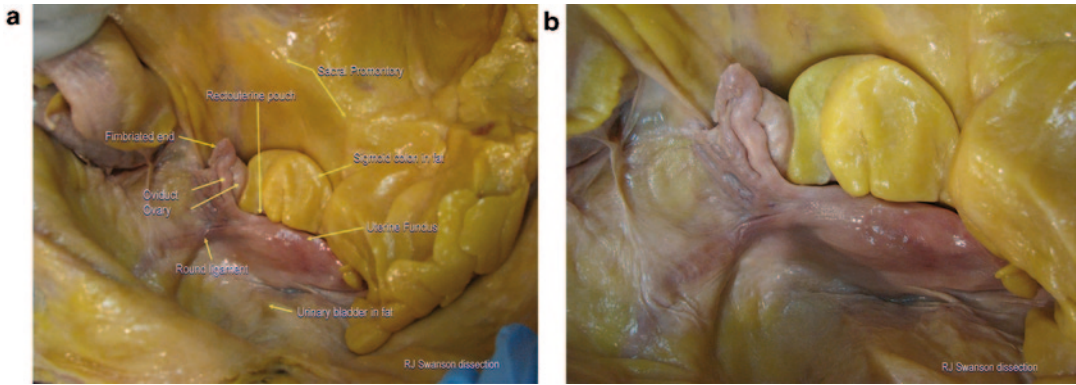 a
Sacral Promontory
Rectouterine pouch
Fimbriated end
Sigmoid colon in fat
Oviduct
Ovary
Uterine Fundus
Round ligament
Urinary bladder in fat
RJ Swanson dissection
b
RJ Swanson dissection